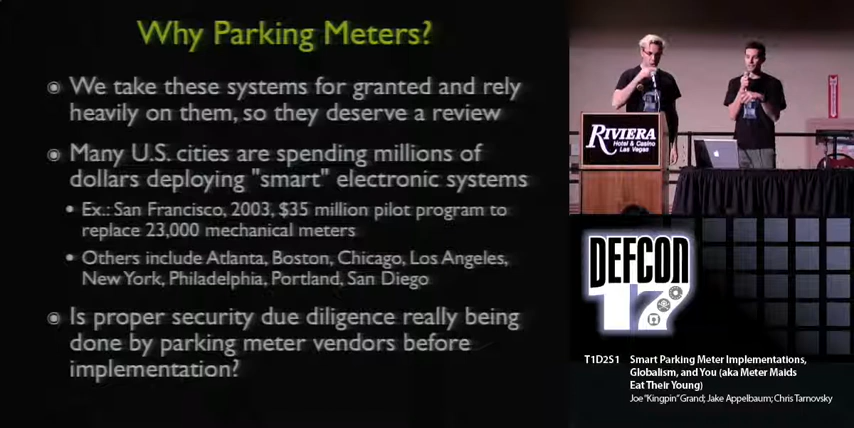 Why Parking Meters?
We take these systems for granted and rely
heavily on them, so they deserve a review
Many U.S. cities are spending millions of
dollars deploying "smart" electronic systems
Ex.: San Francisco, 2003, $35 million pilot program to
replace 23,000 mechanical meters
Others include Atlanta, Boston, Chicago, Los Angeles,
New York, Philadelphia, Portland, San Diego
Is proper security due diligence really being
done by parking meter vendors before
implementation?
RIVIERA
Hotel & Casino
Las Vegas
DEFCON
17
T1D2S1 Smart Parking Meter Implementations,
Globalism, and You (aka Meter Maids
Eat Their Young)
Joe "Kingpin" Grand; Jake Appelbaum; Chris Tarnovsky